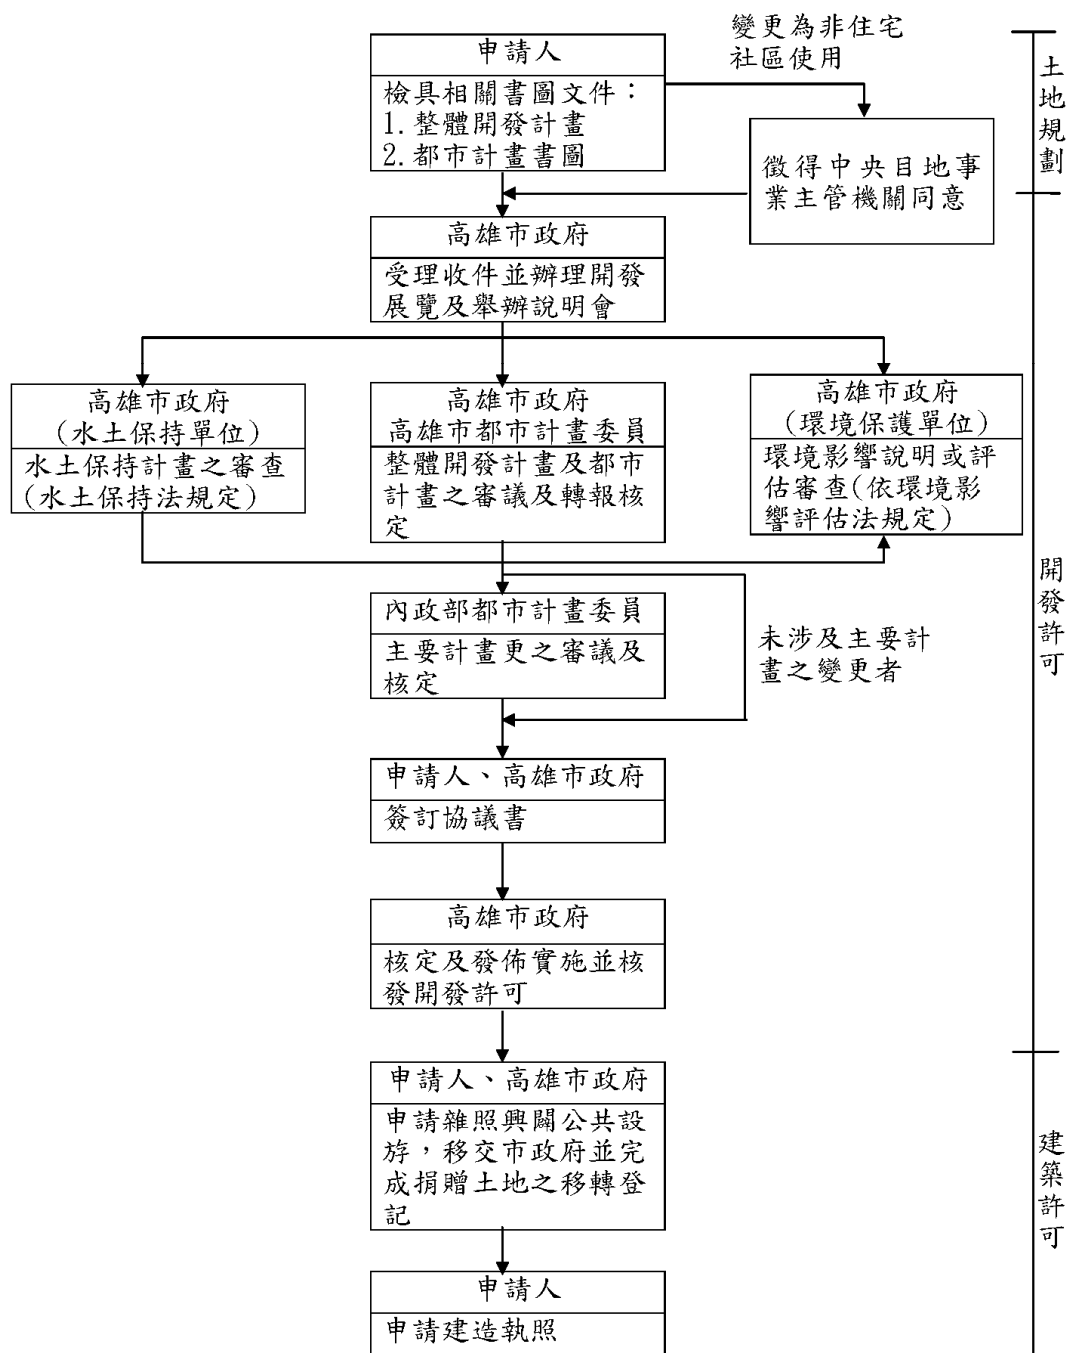 變更為非住宅
社區使用
申請人
檢具相關書圖文件：
1.整體開發計畫
2.都市計畫書圖
徵得中央目地事
業主管機關同意
土地規劃
高雄市政府
受理收件並辦理開發
展覽及舉辦說明會
高雄市政府
(水土保持單位)
水土保持計畫之審查
(水土保持法規定)
高雄市政府
高雄市都市計畫委員
整體開發計畫及都市
計畫之審議及轉報核
定
高雄市政府
(環境保護單位)
環境影響說明或評
估審查(依環境影
響評估法規定)
內政部都市計畫委員
主要計畫更之審議及
核定
未涉及主要計
畫之變更者
開發許可
申請人、高雄市政府
簽訂協議書
高雄市政府
核定及發佈實施並核
發開發許可
申請人、高雄市政府
申請雜照興闢公共設
斿，移交市政府並完
成捐贈土地之移轉登
記
建築許可
申請人
申請建造執照